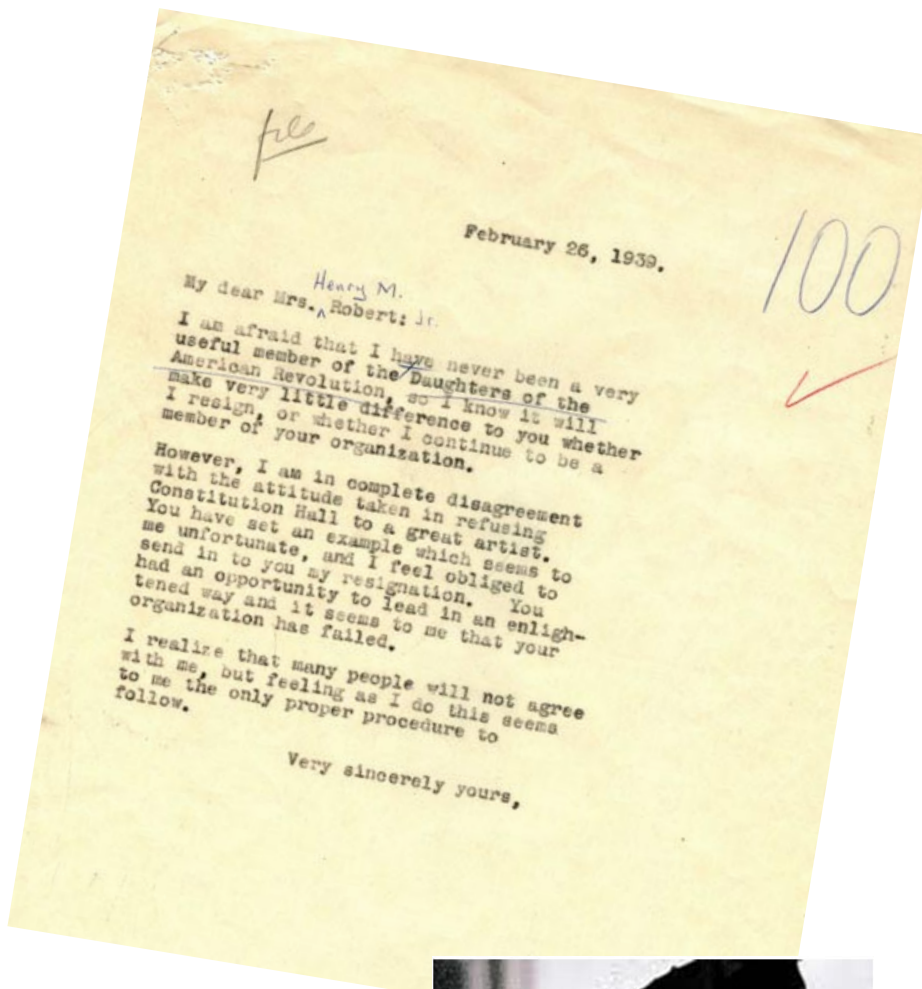 file
February 26, 1939.
100
Henry M.
My dear Mrs. ^ Robert: Jr.
I am afraid that I have never been a very
useful member of the Daughters of the
American Revolution, so I know it will
make very little difference to you whether
I resign, or whether I continue to be a
member of your organization.
However, I am in complete disagreement
with the attitude taken in refusing
Constitution Hall to a great artist.
You have set an example which seems to
me unfortunate, and I feel obliged to
send in to you my resignation. You
had an opportunity to lead in an enligh-
tened way and it seems to me that your
organization has failed.
I realize that many people will not agree
with me, but feeling as I do this seems
to me the only proper procedure to
follow.
Very sincerely yours,